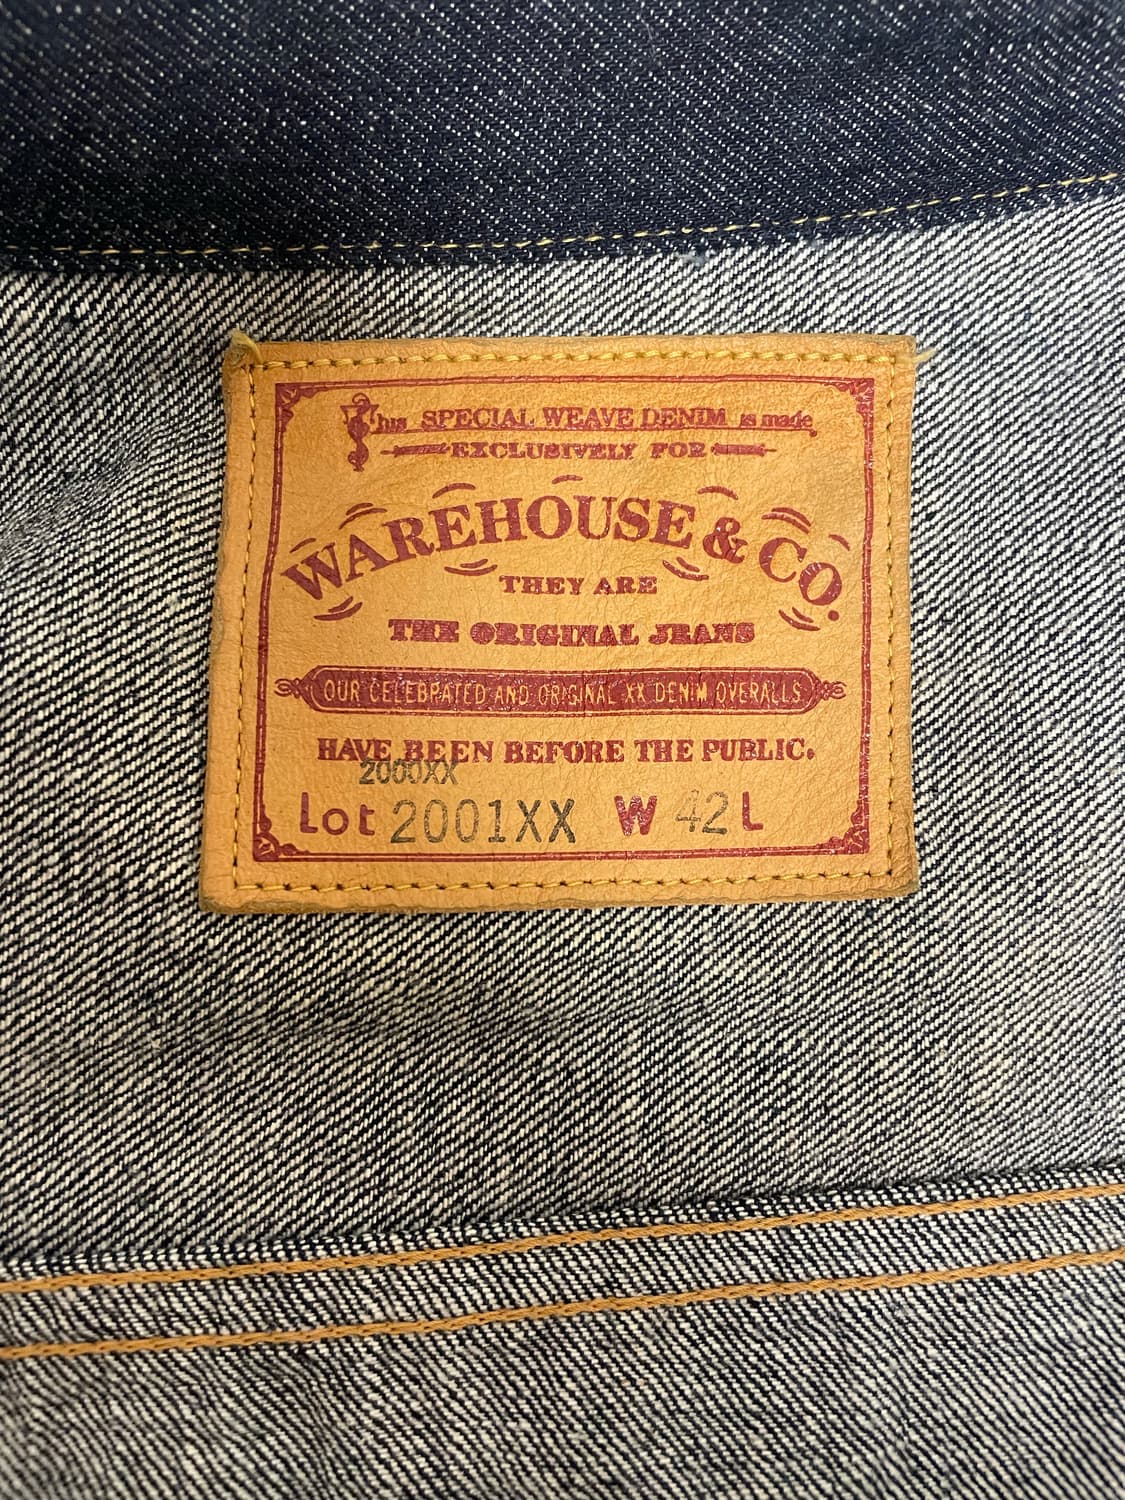 This SPECIAL WEAVE DENIM is made
EXCLUSIVELY FOR
WAREHOUSE & CO.
THEY ARE
THE ORIGINAL JEANS
OUR CELEBRATED AND ORIGINAL XX DENIM OVERALLS
HAVE BEEN BEFORE THE PUBLIC.
2000XX
Lot 2001XX W 42 L